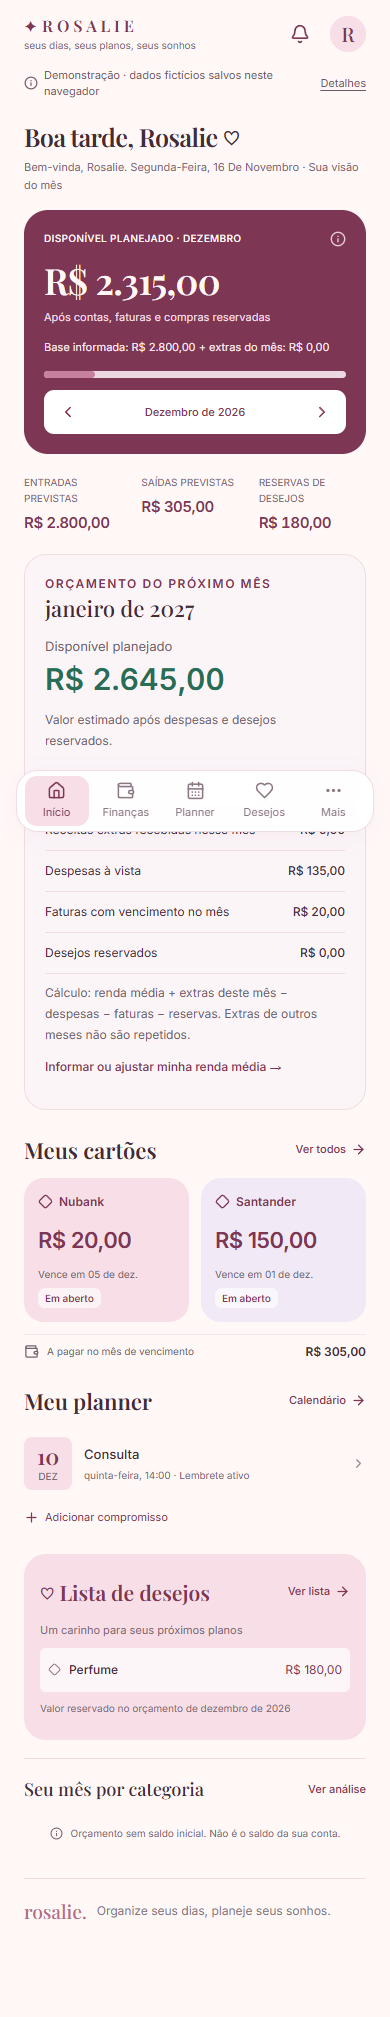 ✦ ROSALIE
seus dias, seus planos, seus sonhos
R
Demonstração · dados fictícios salvos neste
navegador
Detalhes
Boa tarde, Rosalie ♡
Bem-vinda, Rosalie. Segunda-Feira, 16 De Novembro · Sua visão
do mês
DISPONÍVEL PLANEJADO · DEZEMBRO
R$ 2.315,00
Após contas, faturas e compras reservadas
Base informada: R$ 2.800,00 + extras do mês: R$ 0,00
Dezembro de 2026
ENTRADAS
PREVISTAS
R$ 2.800,00
SAÍDAS PREVISTAS
R$ 305,00
RESERVAS DE
DESEJOS
R$ 180,00
ORÇAMENTO DO PRÓXIMO MÊS
janeiro de 2027
Disponível planejado
R$ 2.645,00
Valor estimado após despesas e desejos
reservados.
Início
Finanças
Planner
Desejos
Mais
Receitas extras recebidas nesse mês R$ 0,00
Despesas à vista R$ 135,00
Faturas com vencimento no mês R$ 20,00
Desejos reservados R$ 0,00
Cálculo: renda média + extras deste mês −
despesas − faturas − reservas. Extras de outros
meses não são repetidos.
Informar ou ajustar minha renda média →
Meus cartões
Ver todos →
Nubank
R$ 20,00
Vence em 05 de dez.
Em aberto
Santander
R$ 150,00
Vence em 01 de dez.
Em aberto
A pagar no mês de vencimento R$ 305,00
Meu planner
Calendário →
10
DEZ
Consulta
quinta-feira, 14:00 · Lembrete ativo
+ Adicionar compromisso
♡ Lista de desejos
Ver lista →
Um carinho para seus próximos planos
Perfume R$ 180,00
Valor reservado no orçamento de dezembro de 2026
Seu mês por categoria
Ver análise
Orçamento sem saldo inicial. Não é o saldo da sua conta.
rosalie. Organize seus dias, planeje seus sonhos.